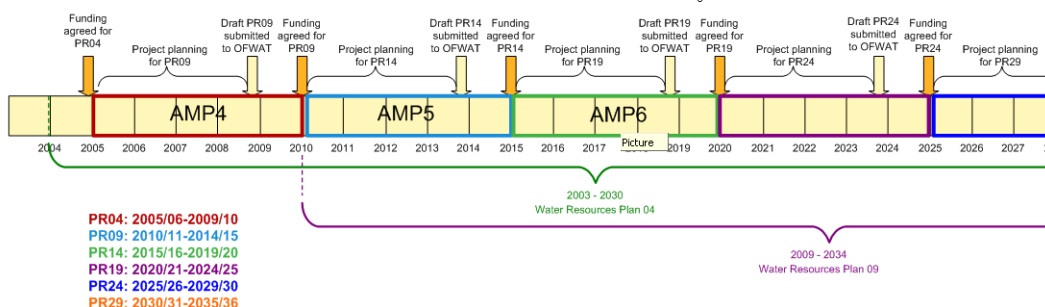 Funding
agreed for
PR04
Project planning
for PR09
Draft PR09
submitted
to OFWAT
Funding
agreed for
PR09
Project planning
for PR14
Draft PR14
submitted
to OFWAT
Funding
agreed for
PR14
Project planning
for PR19
Draft PR19
submitted
to OFWAT
Funding
agreed for
PR19
Project planning
for PR24
Draft PR24
submitted
to OFWAT
Funding
agreed for
PR24
Project planning
for PR29
AMP4 AMP5 AMP6
Picture
2004 2005 2006 2007 2008 2009 2010 2011 2012 2013 2014 2015 2016 2017 2019 2020 2021 2022 2023 2024 2025 2026 2027
2003 - 2030
Water Resources Plan 04
PR04: 2005/06-2009/10
PR09: 2010/11-2014/15
PR14: 2015/16-2019/20
PR19: 2020/21-2024/25
PR24: 2025/26-2029/30
PR29: 2030/31-2035/36
2009 - 2034
Water Resources Plan 09